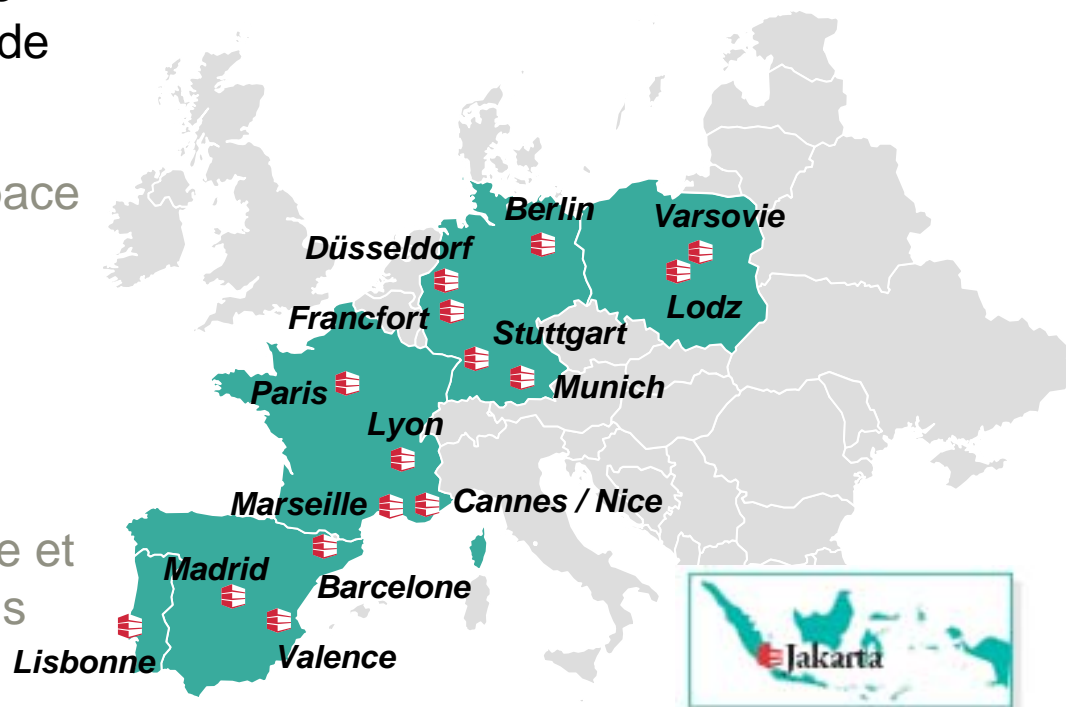 de
pace
Berlin
Varsovie
Düsseldorf
Lodz
Francfort
Stuttgart
Paris
Munich
Lyon
Marseille
Cannes / Nice
e et
Madrid
Barcelone
s
Lisbonne
Valence
Jakarta